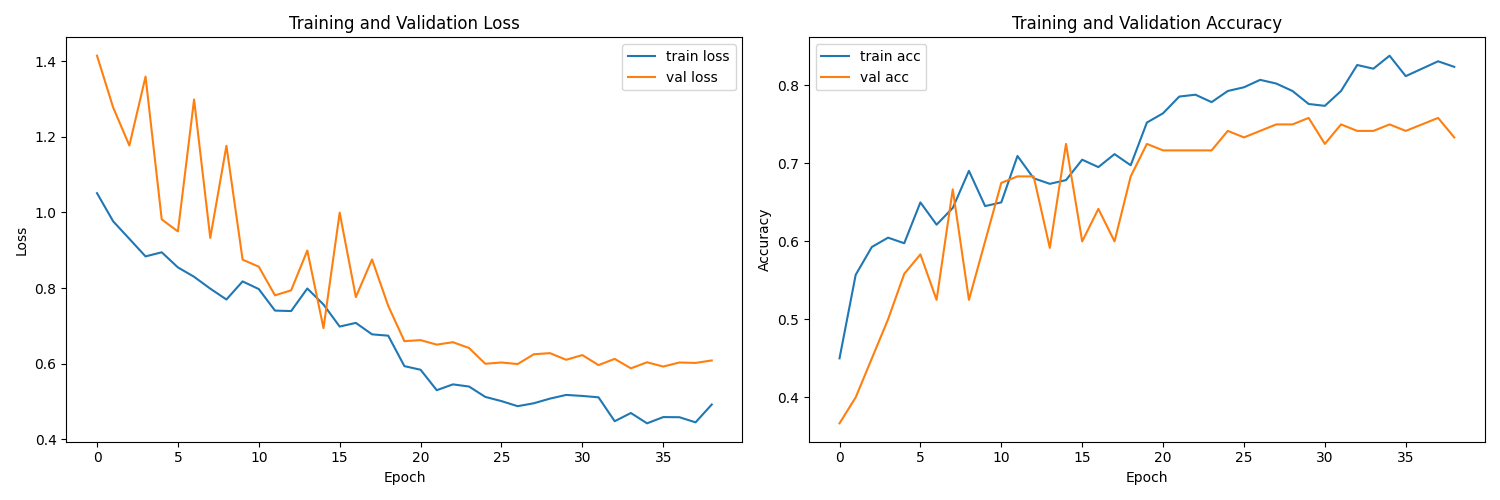 Training and Validation Loss
train loss
val loss
1.4
1.2
1.0
0.8
0.6
0.4
Loss
0 5 10 15 20 25 30 35
Epoch
Training and Validation Accuracy
train acc
val acc
0.8
0.7
0.6
0.5
0.4
Accuracy
0 5 10 15 20 25 30 35
Epoch